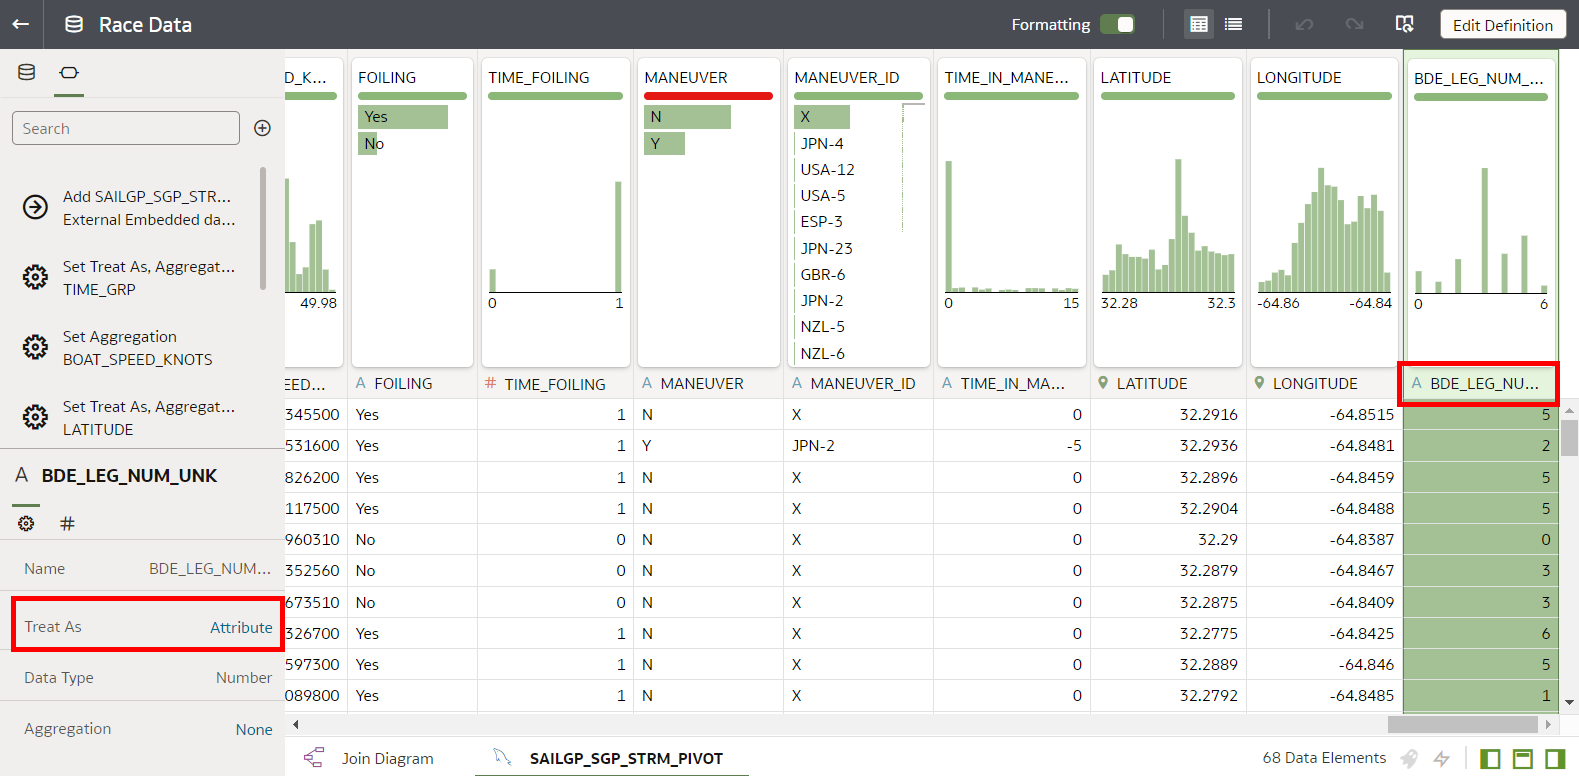 Race Data
Formatting
Edit Definition
Search
Add SAILGP_SGP_STR...
External Embedded da...
Set Treat As, Aggregat...
TIME_GRP
Set Aggregation
BOAT_SPEED_KNOTS
Set Treat As, Aggregat...
LATITUDE
A BDE_LEG_NUM_UNK
#
Name BDE_LEG_NUM...
Treat As Attribute
Data Type Number
Aggregation None
D_K... FOILING TIME_FOILING MANEUVER MANEUVER_ID TIME_IN_MANE... LATITUDE LONGITUDE BDE_LEG_NUM_...
Yes N X
No Y JPN-4
USA-12
USA-5
ESP-3
JPN-23
GBR-6
JPN-2
NZL-5
NZL-6
49.98 0 1 0 15 32.28 32.3 -64.86 -64.84 0 6
EED... A FOILING # TIME_FOILING A MANEUVER A MANEUVER_ID A TIME_IN_MA... LATITUDE LONGITUDE A BDE_LEG_NU...
345500 Yes 1 N X 0 32.2916 -64.8515 5
531600 Yes 1 Y JPN-2 -5 32.2936 -64.8481 2
826200 Yes 1 N X 0 32.2896 -64.8459 5
117500 Yes 1 N X 0 32.2904 -64.8488 5
960310 No 0 N X 0 32.29 -64.8387 0
352560 No 0 N X 0 32.2879 -64.8467 3
673510 No 0 N X 0 32.2875 -64.8409 3
326700 Yes 1 N X 0 32.2775 -64.8425 6
597300 Yes 1 N X 0 32.2889 -64.846 5
089800 Yes 1 N X 0 32.2792 -64.8485 1
Join Diagram SAILGP_SGP_STRM_PIVOT 68 Data Elements